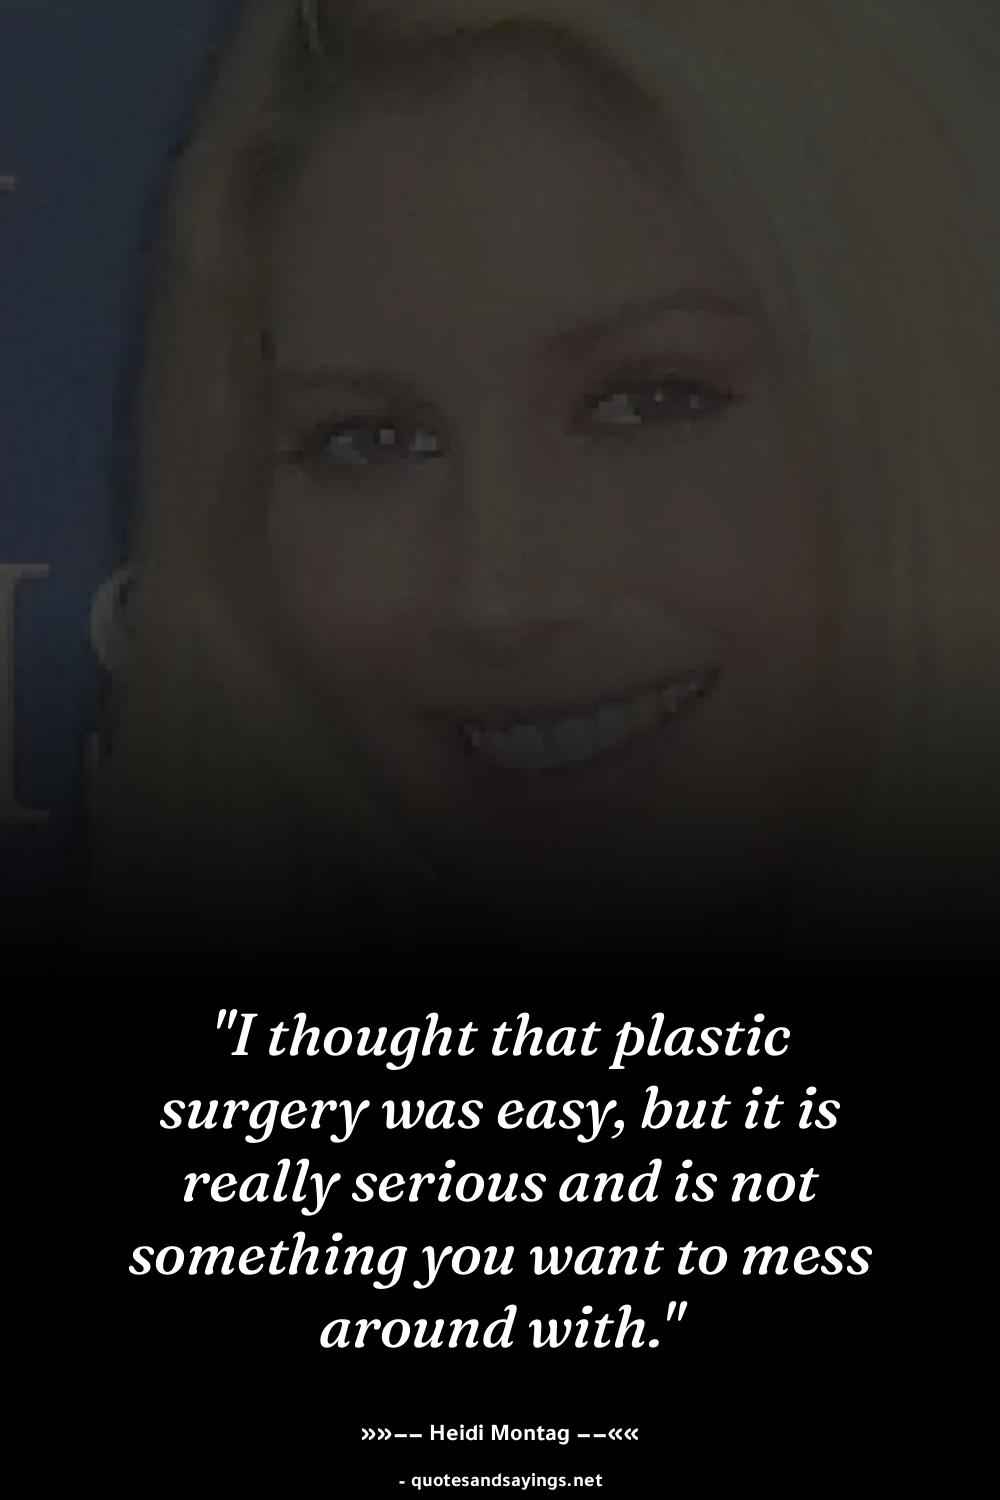 "I thought that plastic
surgery was easy, but it is
really serious and is not
something you want to mess
around with."
»»–– Heidi Montag ––««
- quotesandsayings.net